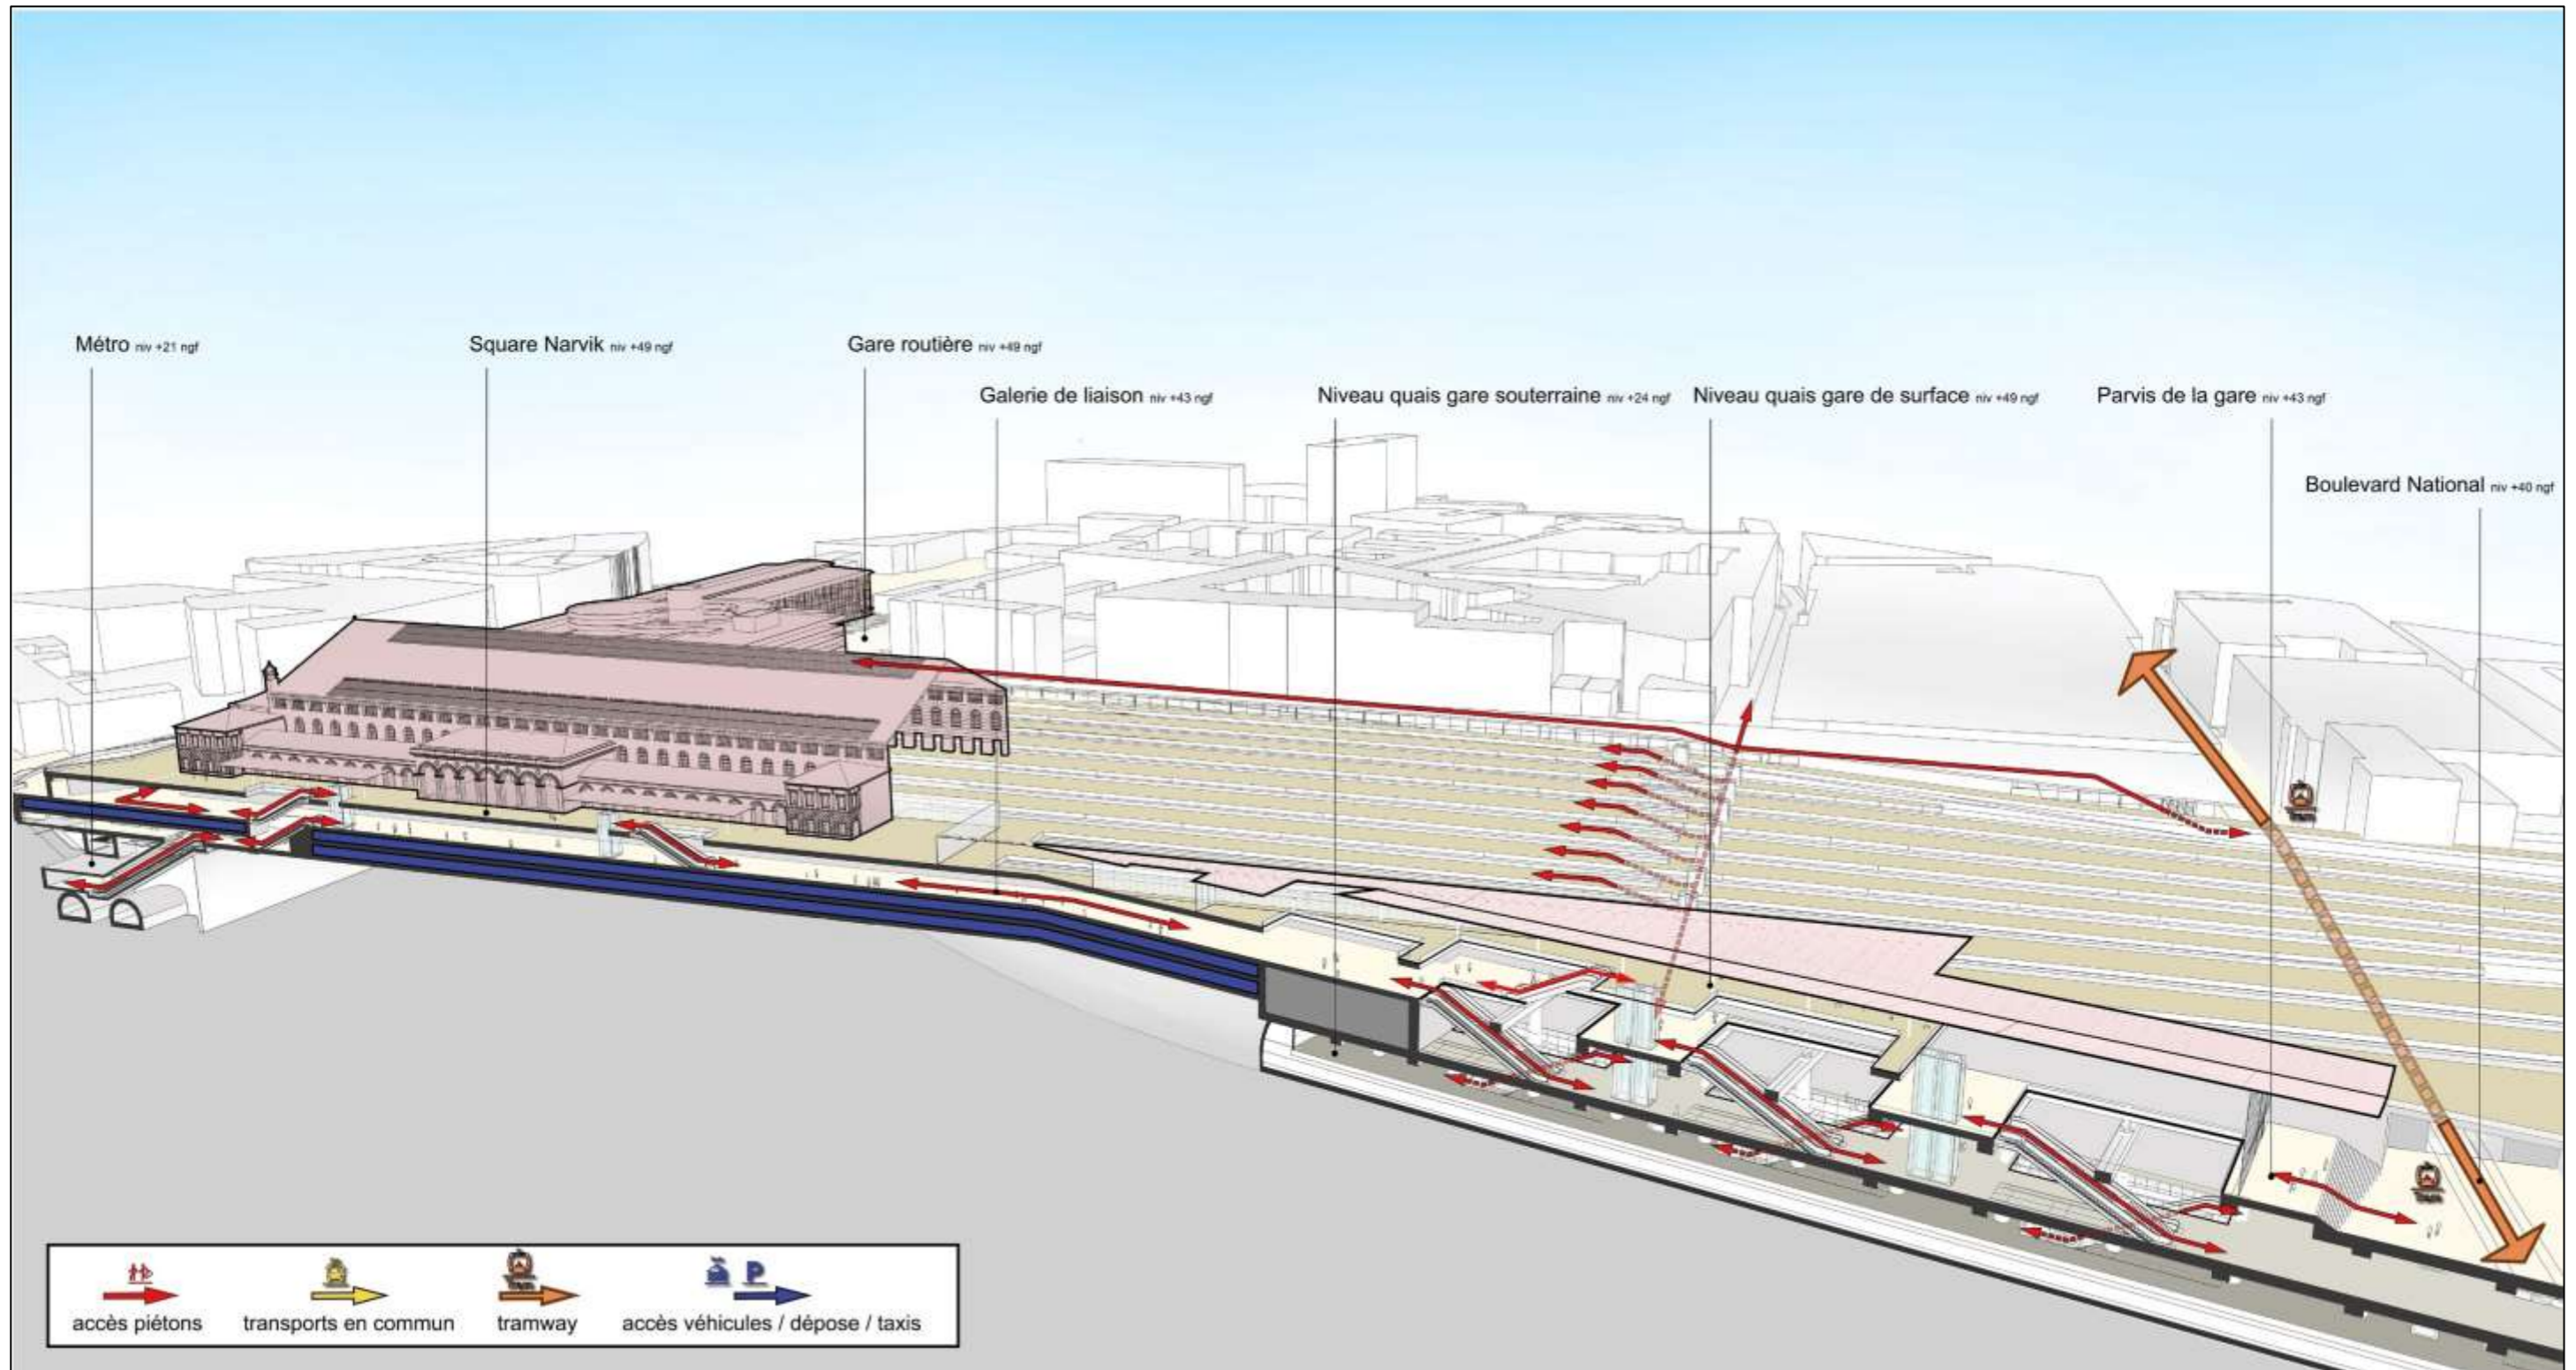 Métro niv +21 ngf
Square Narvik niv +49 ngf
Gare routière niv +49 ngf
Galerie de liaison niv +43 ngf
Niveau quais gare souterraine niv +24 ngf
Niveau quais gare de surface niv +49 ngf
Parvis de la gare niv +43 ngf
Boulevard National niv +40 ngf
P
accès piétons
transports en commun
tramway
accès véhicules / dépose / taxis